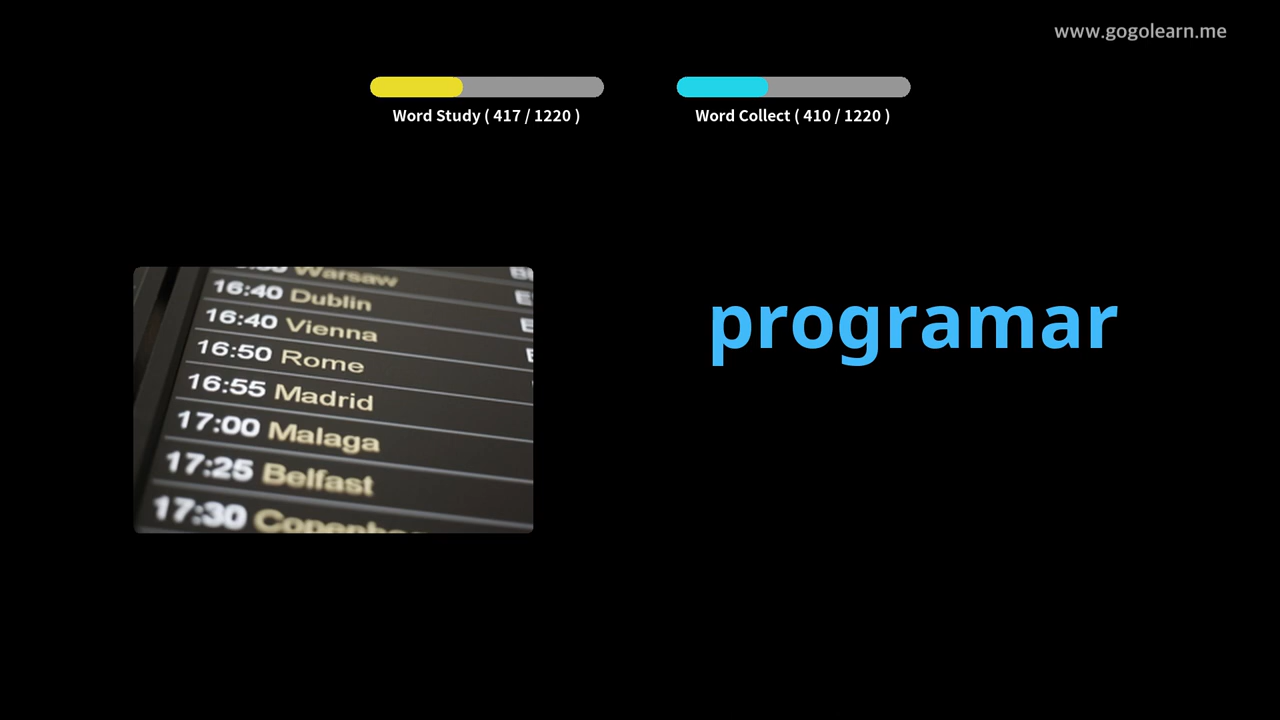 www.gogolearn.me
Word Study ( 417 / 1220 )
Word Collect ( 410 / 1220 )
Warsaw
16:40 Dublin
16:40 Vienna
16:50 Rome
16:55 Madrid
17:00 Malaga
17:25 Belfast
17:30
programar